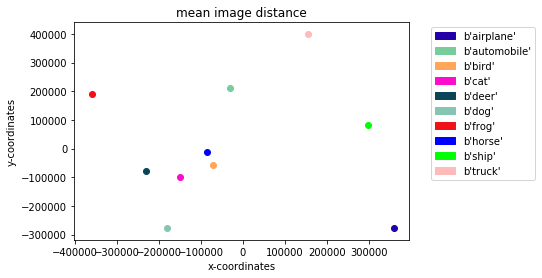 mean image distance
y-coordinates
400000
300000
200000
100000
0
−100000
−200000
−300000
−400000−300000−200000−100000 0 100000 200000 300000
x-coordinates
b'airplane'
b'automobile'
b'bird'
b'cat'
b'deer'
b'dog'
b'frog'
b'horse'
b'ship'
b'truck'